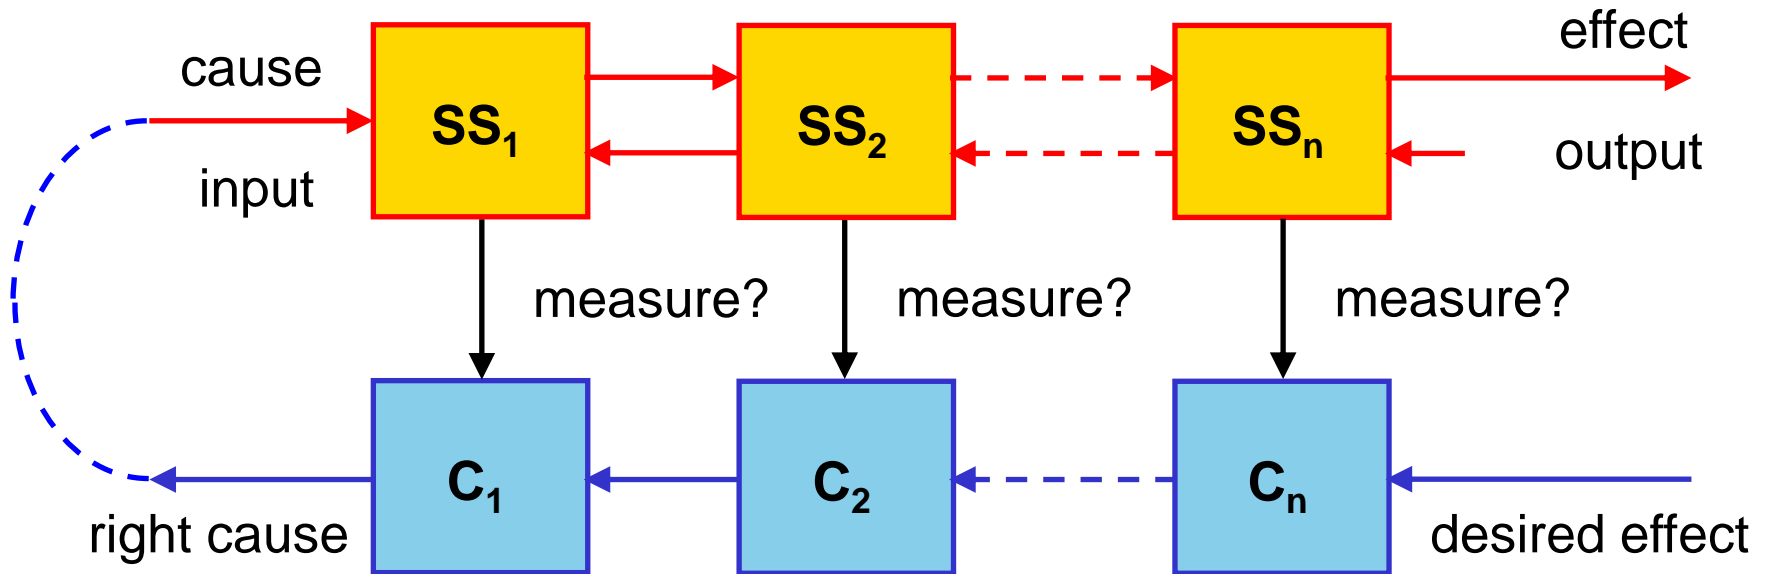 cause
effect
SS₁
SS₂
SSₙ
input
output
measure?
measure?
measure?
C₁
C₂
Cₙ
right cause
desired effect